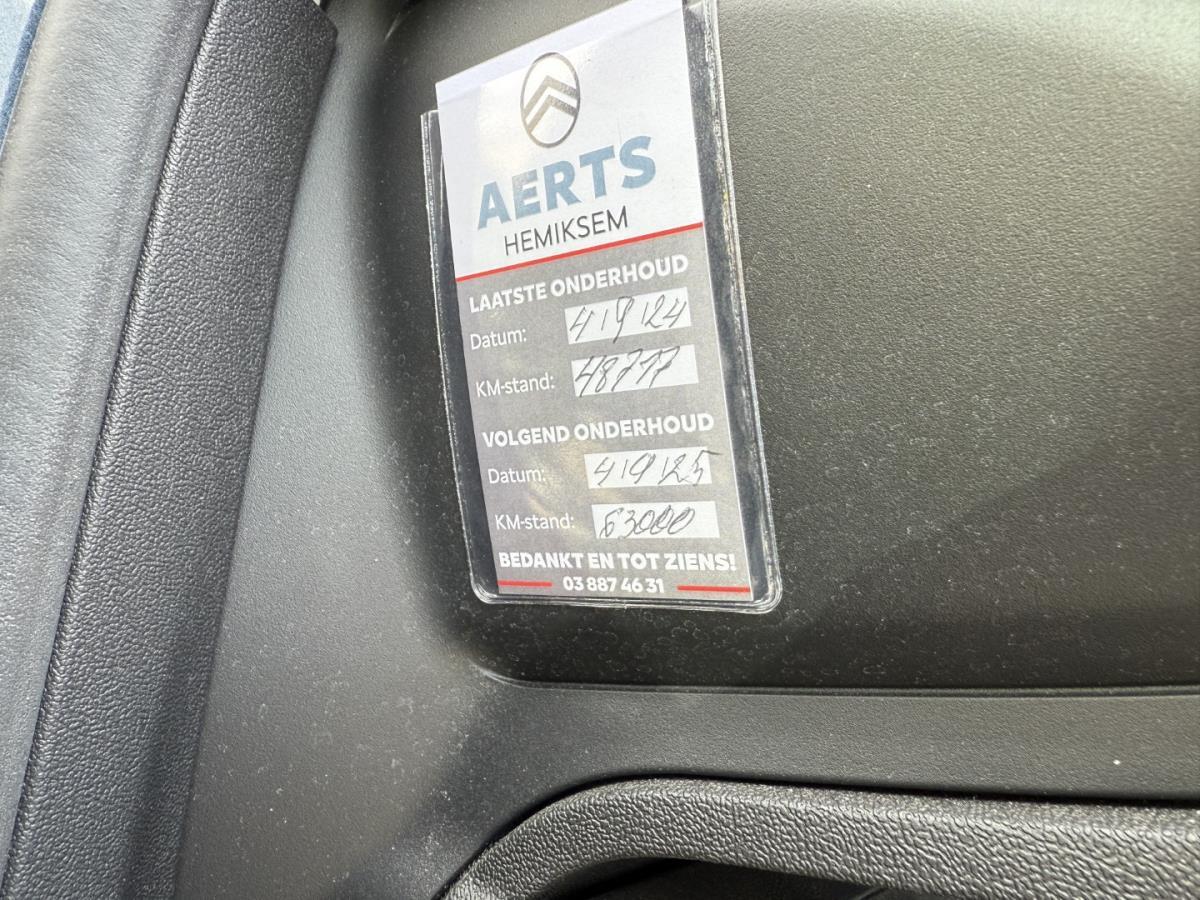 AERTS
HEMIKSEM
LAATSTE ONDERHOUD
Datum: 4/9/24
KM-stand: 48717
VOLGEND ONDERHOUD
Datum: 4/9/25
KM-stand: 63000
BEDANKT EN TOT ZIENS!
03 887 46 31